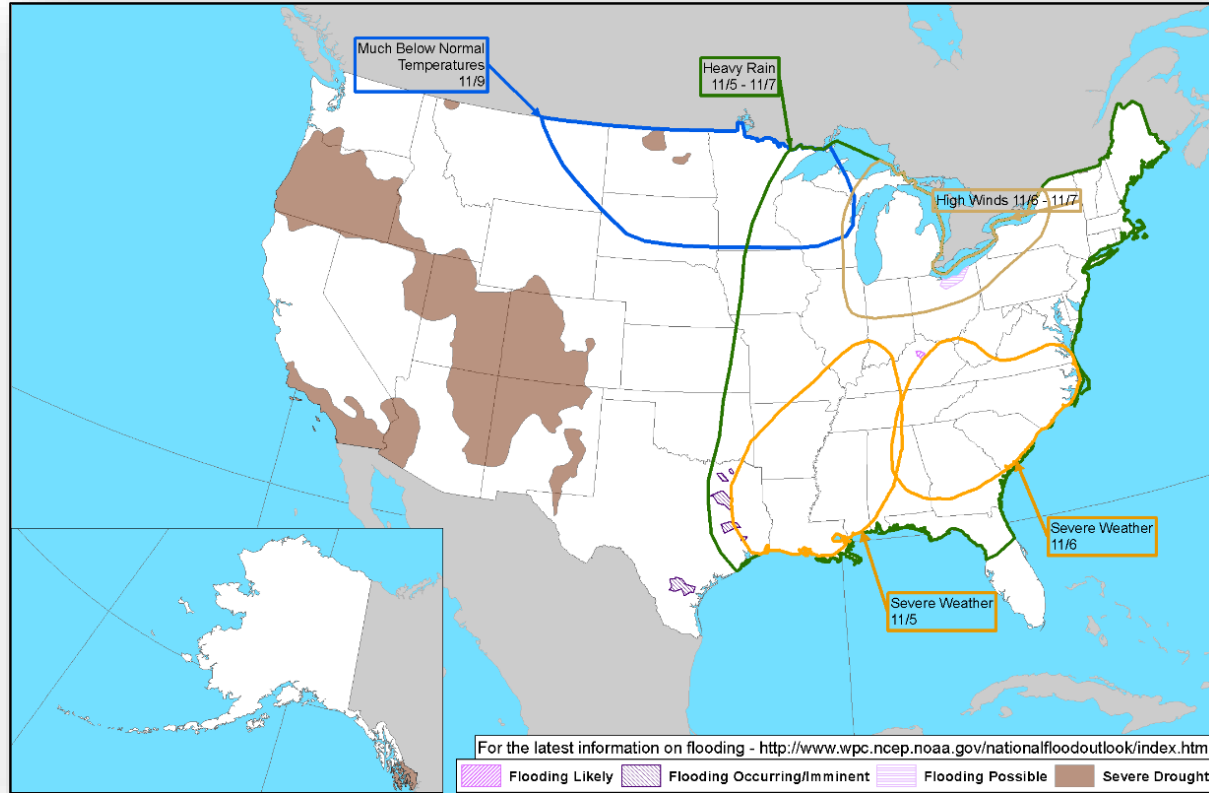 Much Below Normal
Temperatures
11/9
Heavy Rain
11/5 - 11/7
High Winds 11/6 - 11/7
Severe Weather
11/6
Severe Weather
11/5
For the latest information on flooding - http://www.wpc.ncep.noaa.gov/nationalfloodoutlook/index.htm
Flooding Likely
Flooding Occurring/Imminent
Flooding Possible
Severe Drought